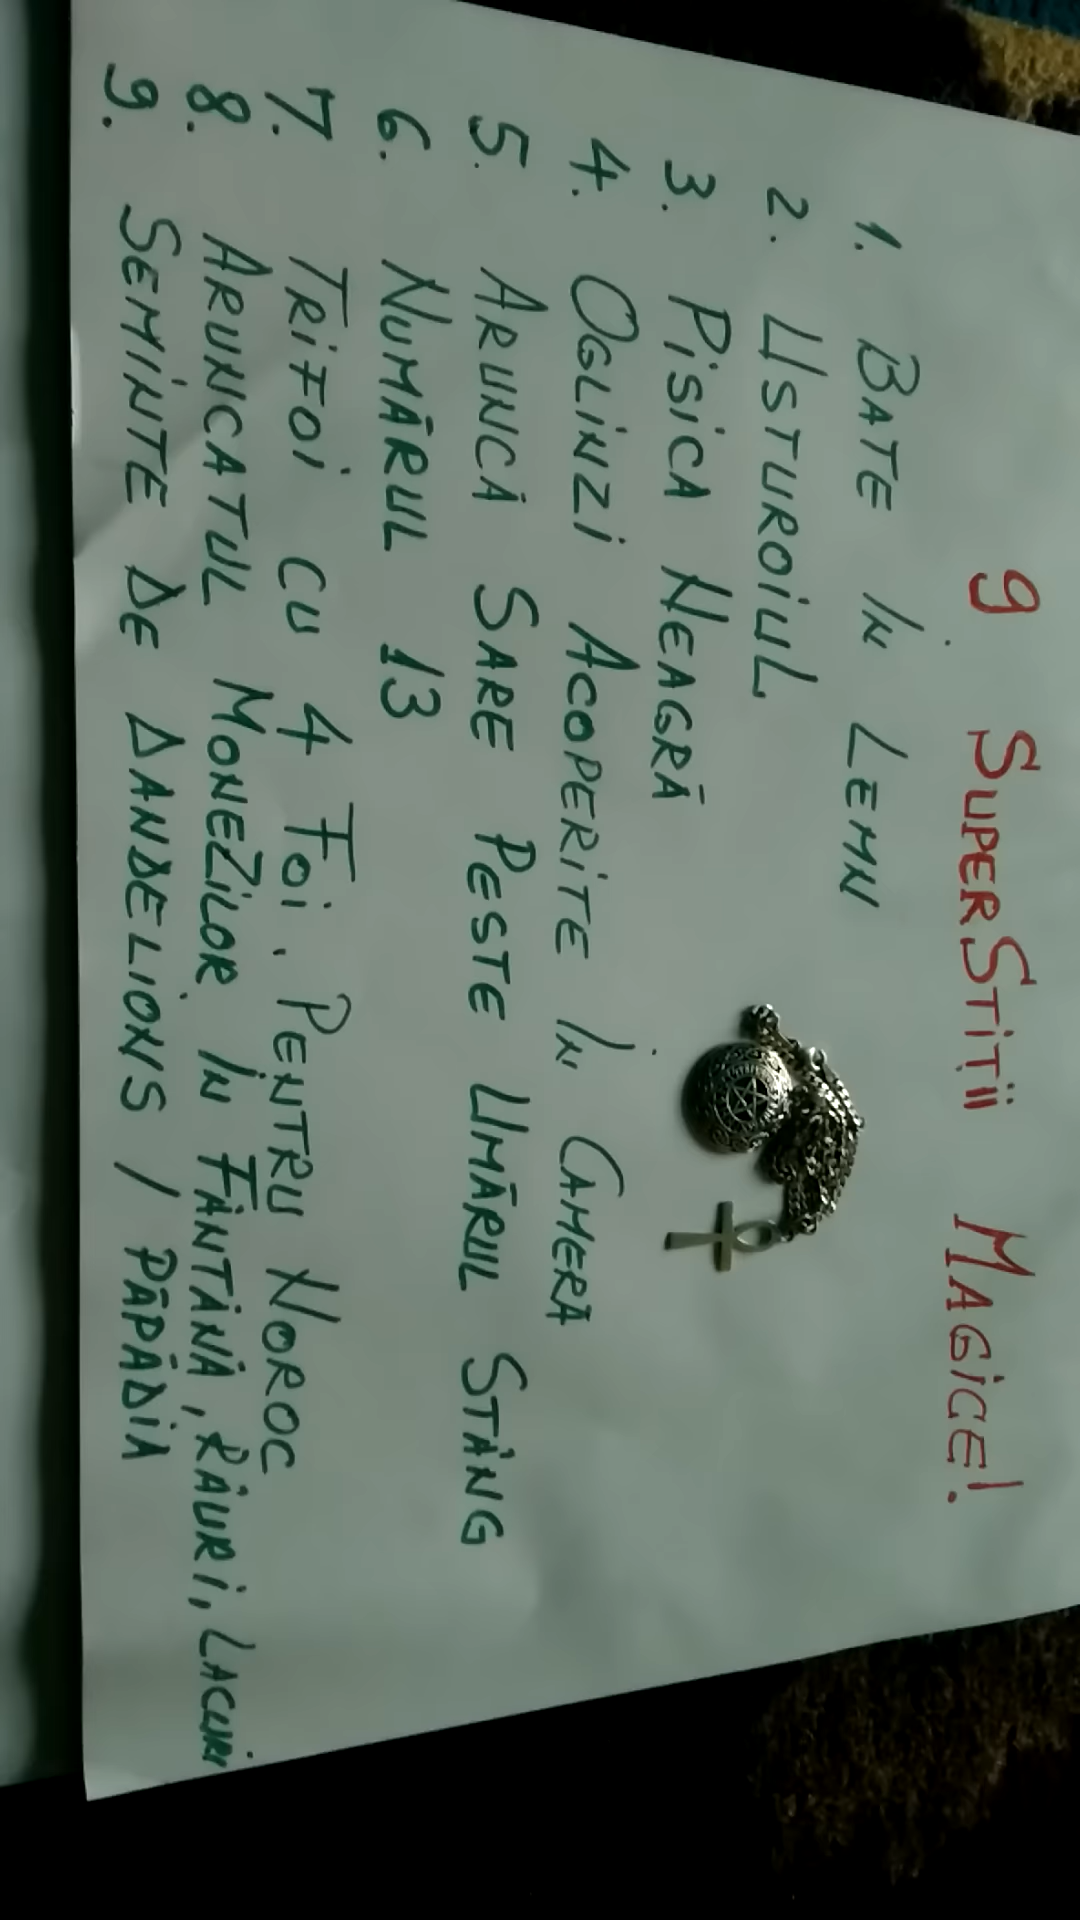 9 SUPERSTIȚII MAGICE!
1. BATE ÎN LEMN
2. USTUROIUL
3. PISICA NEAGRĂ
4. OGLINZI ACOPERITE ÎN CAMERĂ
5. ARUNCĂ SARE PESTE UMĂRUL STÂNG
6. NUMĂRUL 13
7. TRIFOI CU 4 FOI. PENTRU NOROC
8. ARUNCATUL MONEZILOR ÎN FÂNTÂNĂ, RÂURI, LACURI
9. SEMINTE DE DANDELIONS / PĂPĂDIA